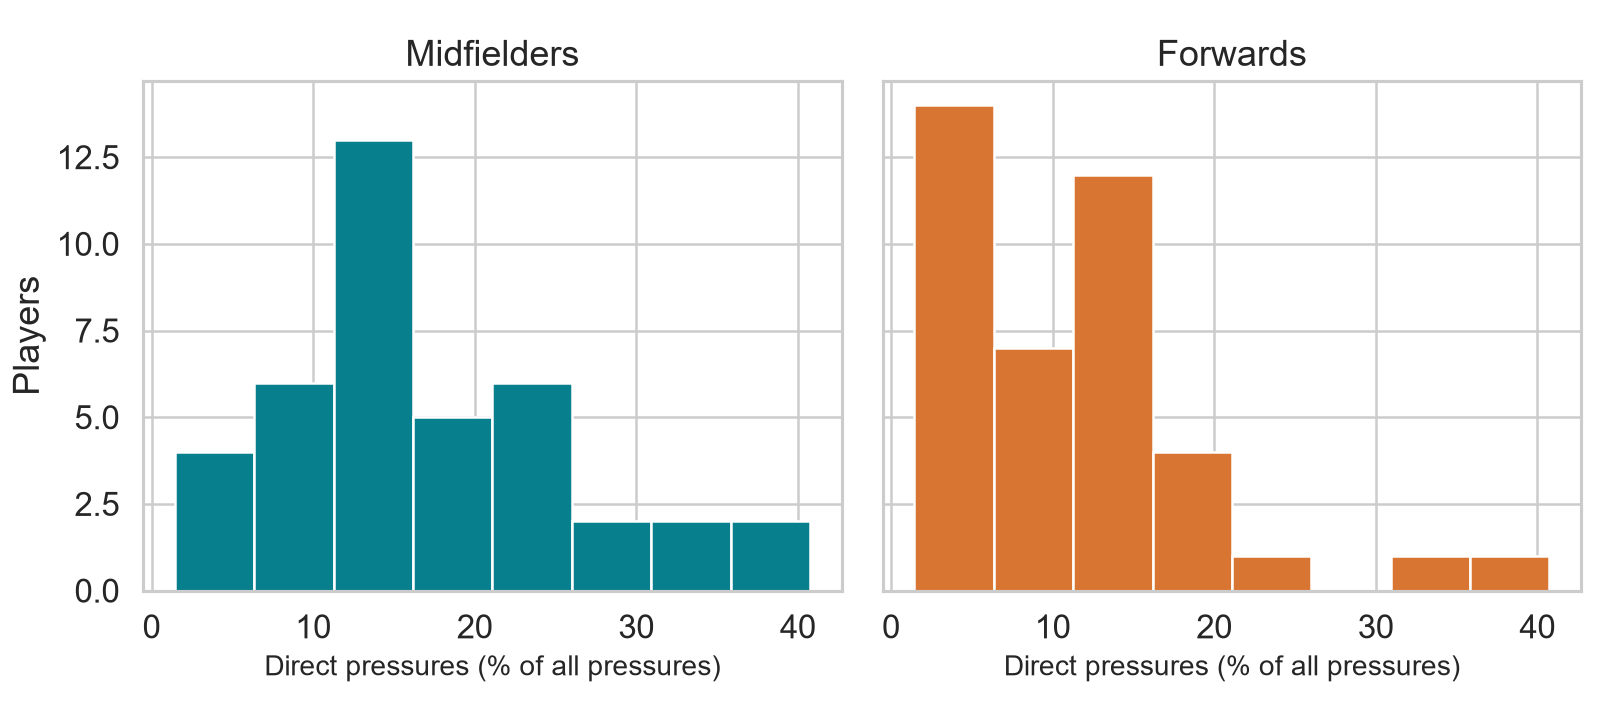 Midfielders
Forwards
Players
12.5
10.0
7.5
5.0
2.5
0.0
0 10 20 30 40
0 10 20 30 40
Direct pressures (% of all pressures)
Direct pressures (% of all pressures)